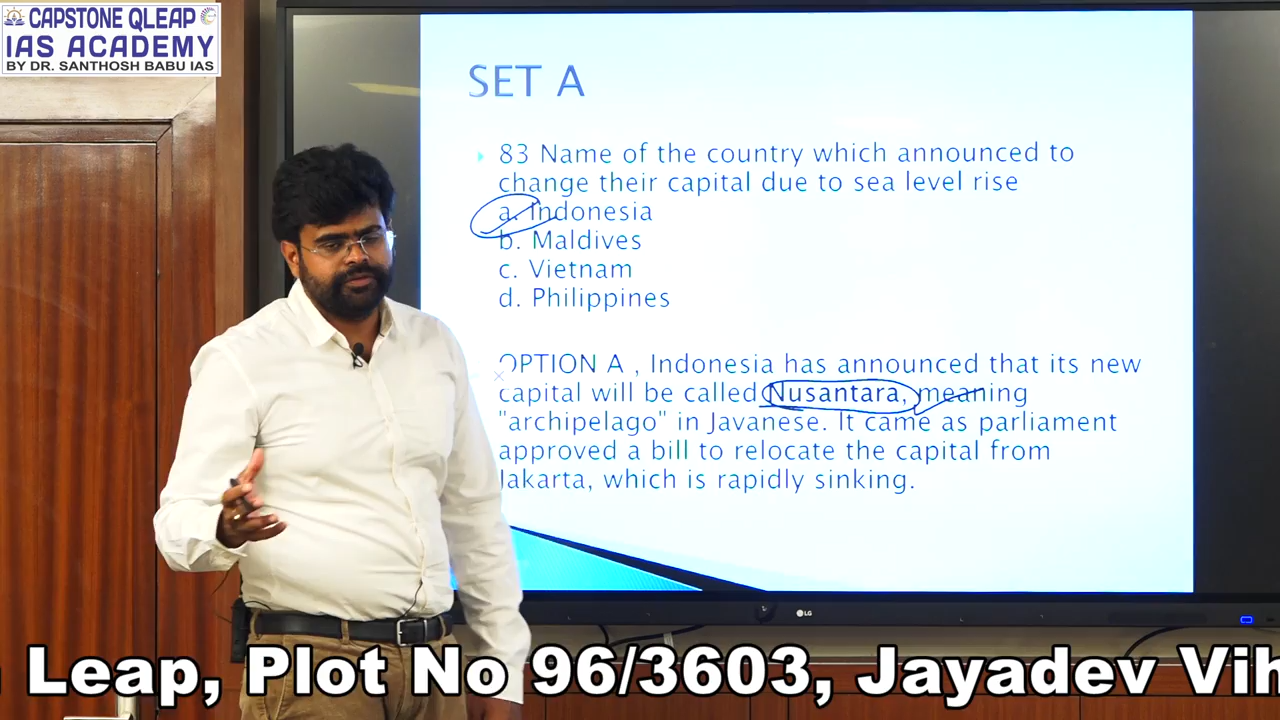 CAPSTONE QLEAP
IAS ACADEMY
BY DR. SANTHOSH BABU IAS
SET A
83 Name of the country which announced to
change their capital due to sea level rise
a. Indonesia
b. Maldives
c. Vietnam
d. Philippines
OPTION A , Indonesia has announced that its new
capital will be called Nusantara, meaning
"archipelago" in Javanese. It came as parliament
approved a bill to relocate the capital from
Jakarta, which is rapidly sinking.
LG
Leap, Plot No 96/3603, Jayadev Vih